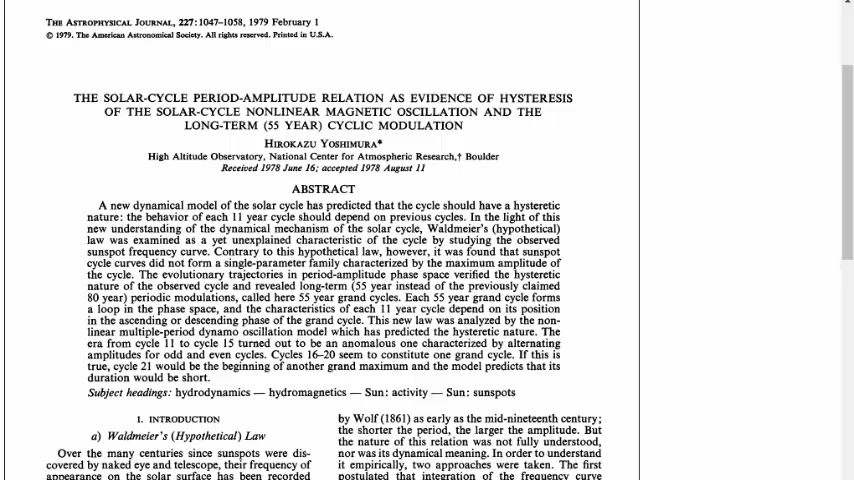 THE ASTROPHYSICAL JOURNAL, 227:1047–1058, 1979 February 1
© 1979. The American Astronomical Society. All rights reserved. Printed in U.S.A.
THE SOLAR-CYCLE PERIOD-AMPLITUDE RELATION AS EVIDENCE OF HYSTERESIS
OF THE SOLAR-CYCLE NONLINEAR MAGNETIC OSCILLATION AND THE
LONG-TERM (55 YEAR) CYCLIC MODULATION
HIROKAZU YOSHIMURA*
High Altitude Observatory, National Center for Atmospheric Research,† Boulder
Received 1978 June 16; accepted 1978 August 11
ABSTRACT
A new dynamical model of the solar cycle has predicted that the cycle should have a hysteretic
nature: the behavior of each 11 year cycle should depend on previous cycles. In the light of this
new understanding of the dynamical mechanism of the solar cycle, Waldmeier's (hypothetical)
law was examined as a yet unexplained characteristic of the cycle by studying the observed
sunspot frequency curve. Contrary to this hypothetical law, however, it was found that sunspot
cycle curves did not form a single-parameter family characterized by the maximum amplitude of
the cycle. The evolutionary trajectories in period-amplitude phase space verified the hysteretic
nature of the observed cycle and revealed long-term (55 year instead of the previously claimed
80 year) periodic modulations, called here 55 year grand cycles. Each 55 year grand cycle forms
a loop in the phase space, and the characteristics of each 11 year cycle depend on its position
in the ascending or descending phase of the grand cycle. This new law was analyzed by the non-
linear multiple-period dynamo oscillation model which has predicted the hysteretic nature. The
era from cycle 11 to cycle 15 turned out to be an anomalous one characterized by alternating
amplitudes for odd and even cycles. Cycles 16–20 seem to constitute one grand cycle. If this is
true, cycle 21 would be the beginning of another grand maximum and the model predicts that its
duration would be short.
Subject headings: hydrodynamics — hydromagnetics — Sun: activity — Sun: sunspots
I. INTRODUCTION
a) Waldmeier's (Hypothetical) Law
Over the many centuries since sunspots were dis-
covered by naked eye and telescope, their frequency of
appearance on the solar surface has been recorded
by Wolf (1861) as early as the mid-nineteenth century;
the shorter the period, the larger the amplitude. But
the nature of this relation was not fully understood,
nor was its dynamical meaning. In order to understand
it empirically, two approaches were taken. The first
postulated that integration of the frequency curve